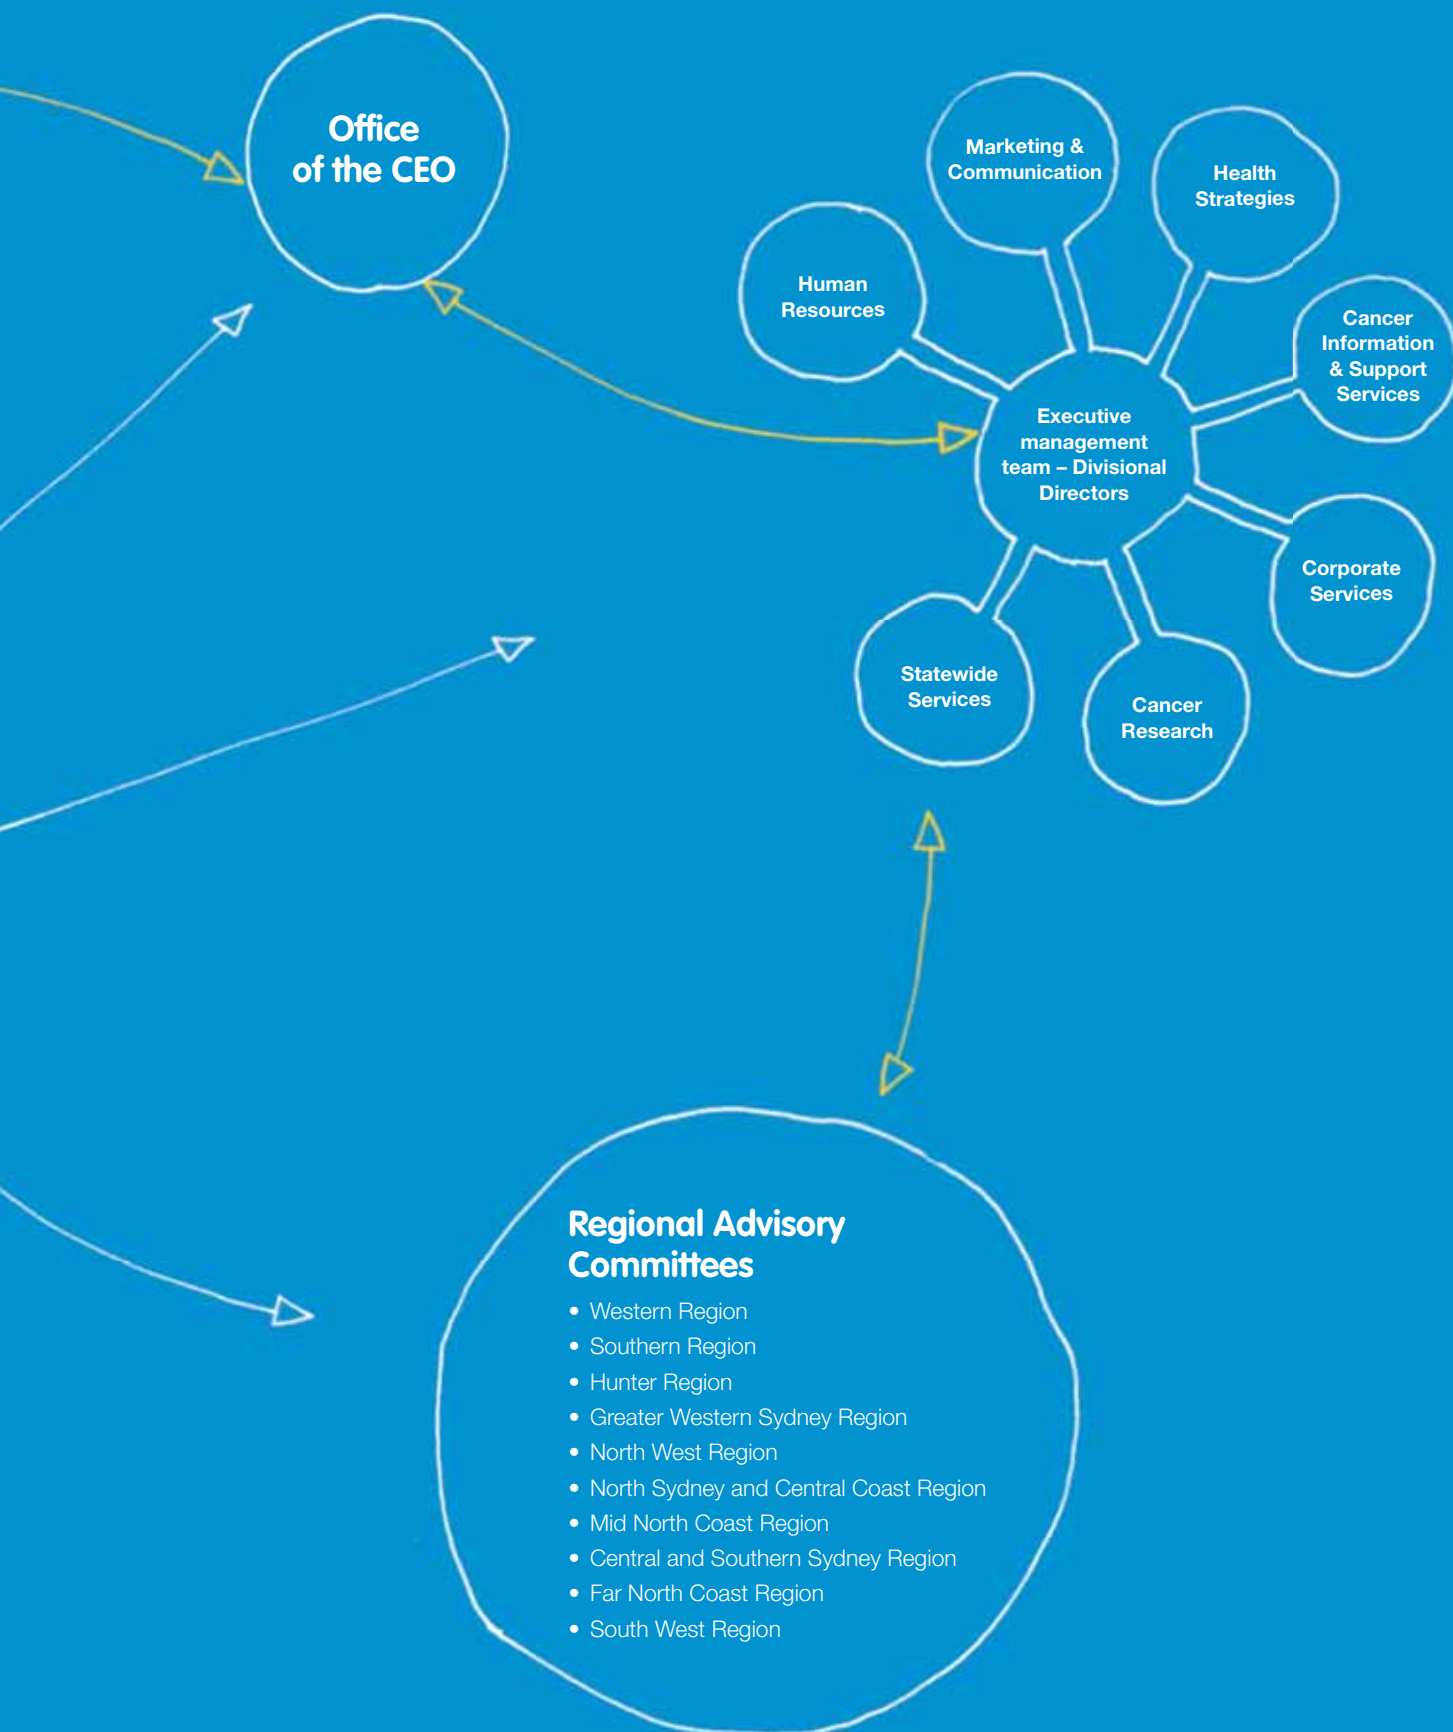 Office
of the CEO
Marketing &
Communication
Health
Strategies
Human
Resources
Cancer
Information
& Support
Services
Executive
management
team – Divisional
Directors
Corporate
Services
Statewide
Services
Cancer
Research
Regional Advisory
Committees
• Western Region
• Southern Region
• Hunter Region
• Greater Western Sydney Region
• North West Region
• North Sydney and Central Coast Region
• Mid North Coast Region
• Central and Southern Sydney Region
• Far North Coast Region
• South West Region